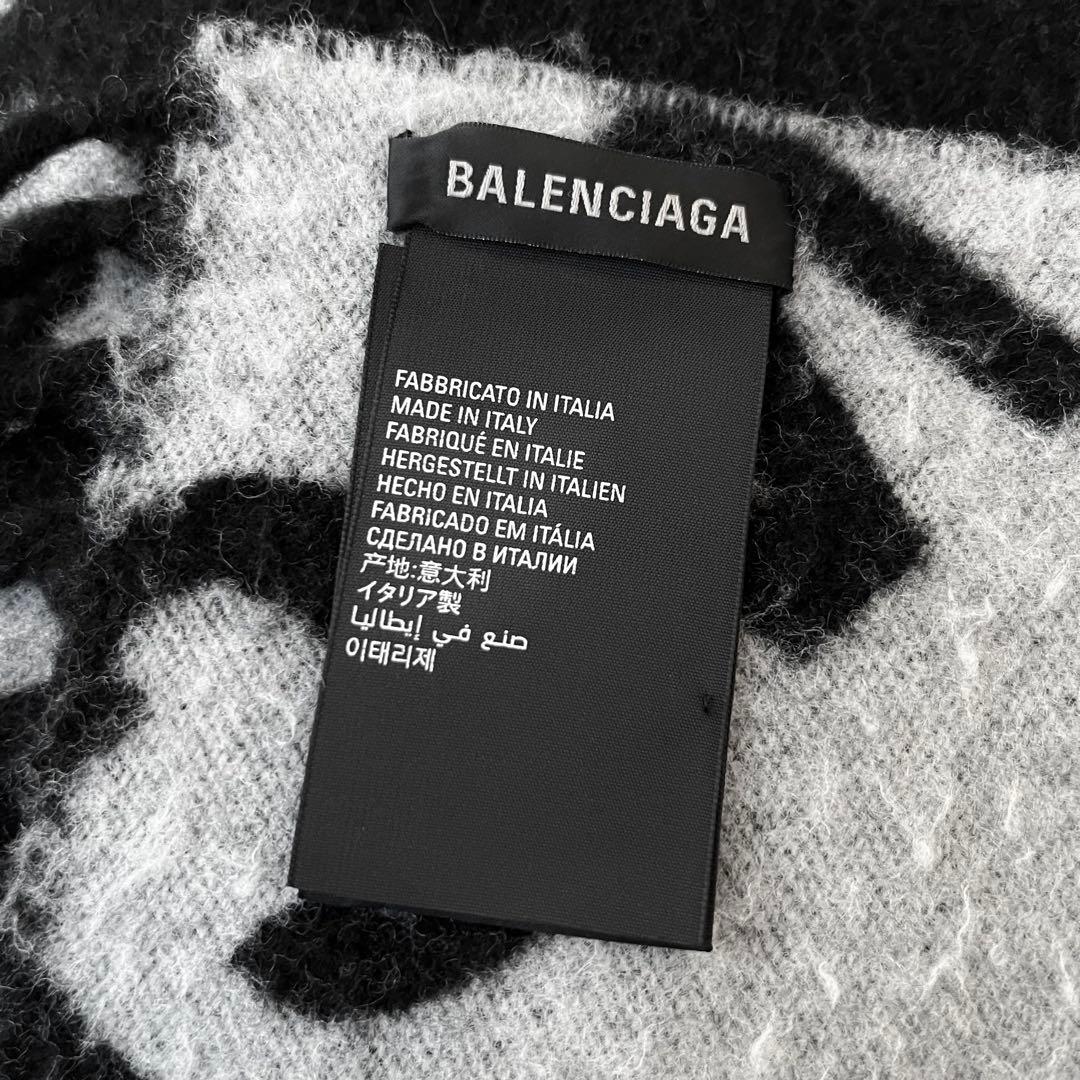 BALENCIAGA
FABBRICATO IN ITALIA
MADE IN ITALY
FABRIQUÉ EN ITALIE
HERGESTELLT IN ITALIEN
HECHO EN ITALIA
FABRICADO EM ITÁLIA
СДЕЛАНО В ИТАЛИИ
产地:意大利
イタリア製
صنع في إيطاليا
이태리제